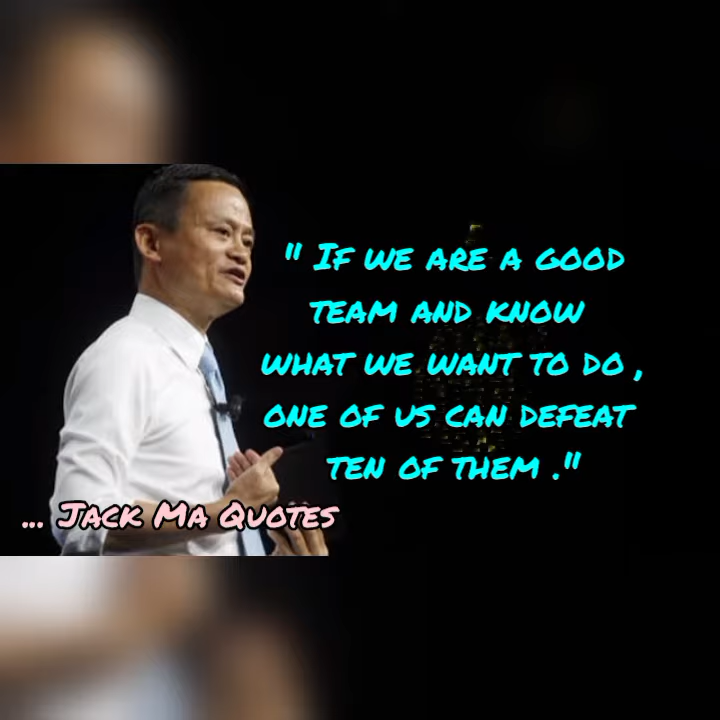 " If we are a good
team and know
what we want to do ,
one of us can defeat
ten of them ."
... Jack Ma Quotes